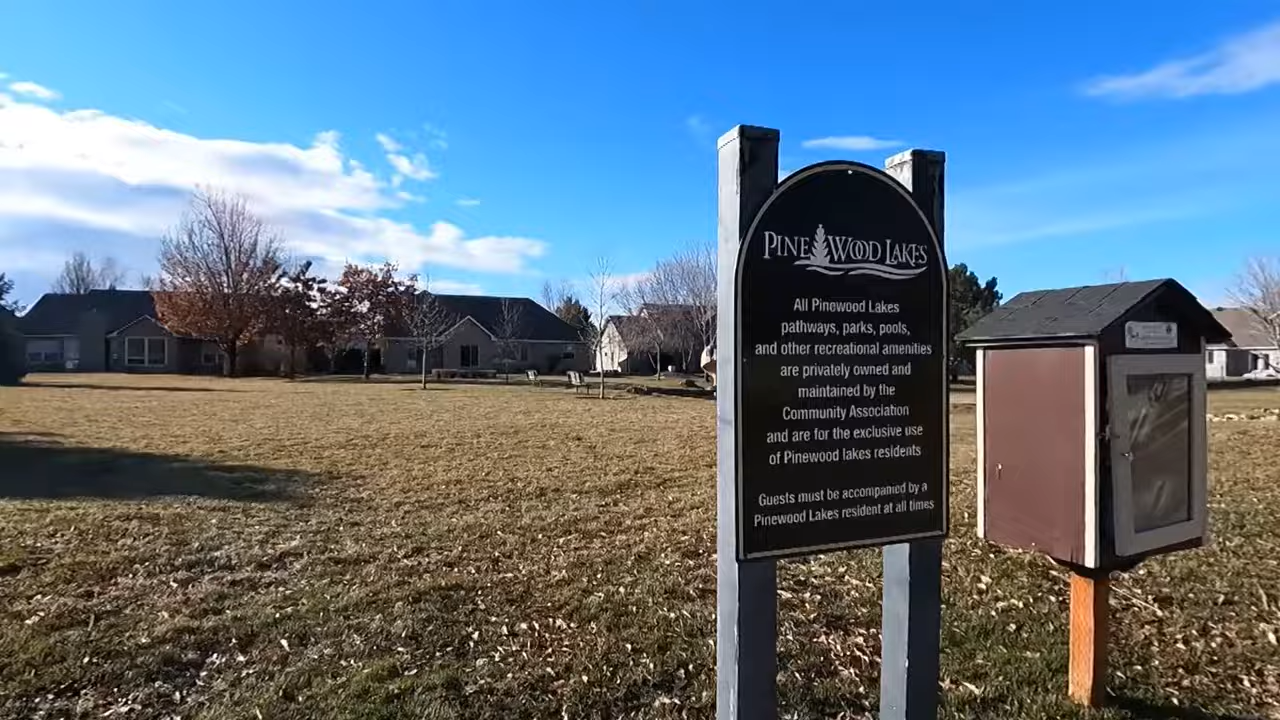 PINE WOOD LAKES
All Pinewood Lakes
pathways, parks, pools,
and other recreational amenities
are privately owned and
maintained by the
Community Association
and are for the exclusive use
of Pinewood lakes residents
Guests must be accompanied by a
Pinewood Lakes resident at all times